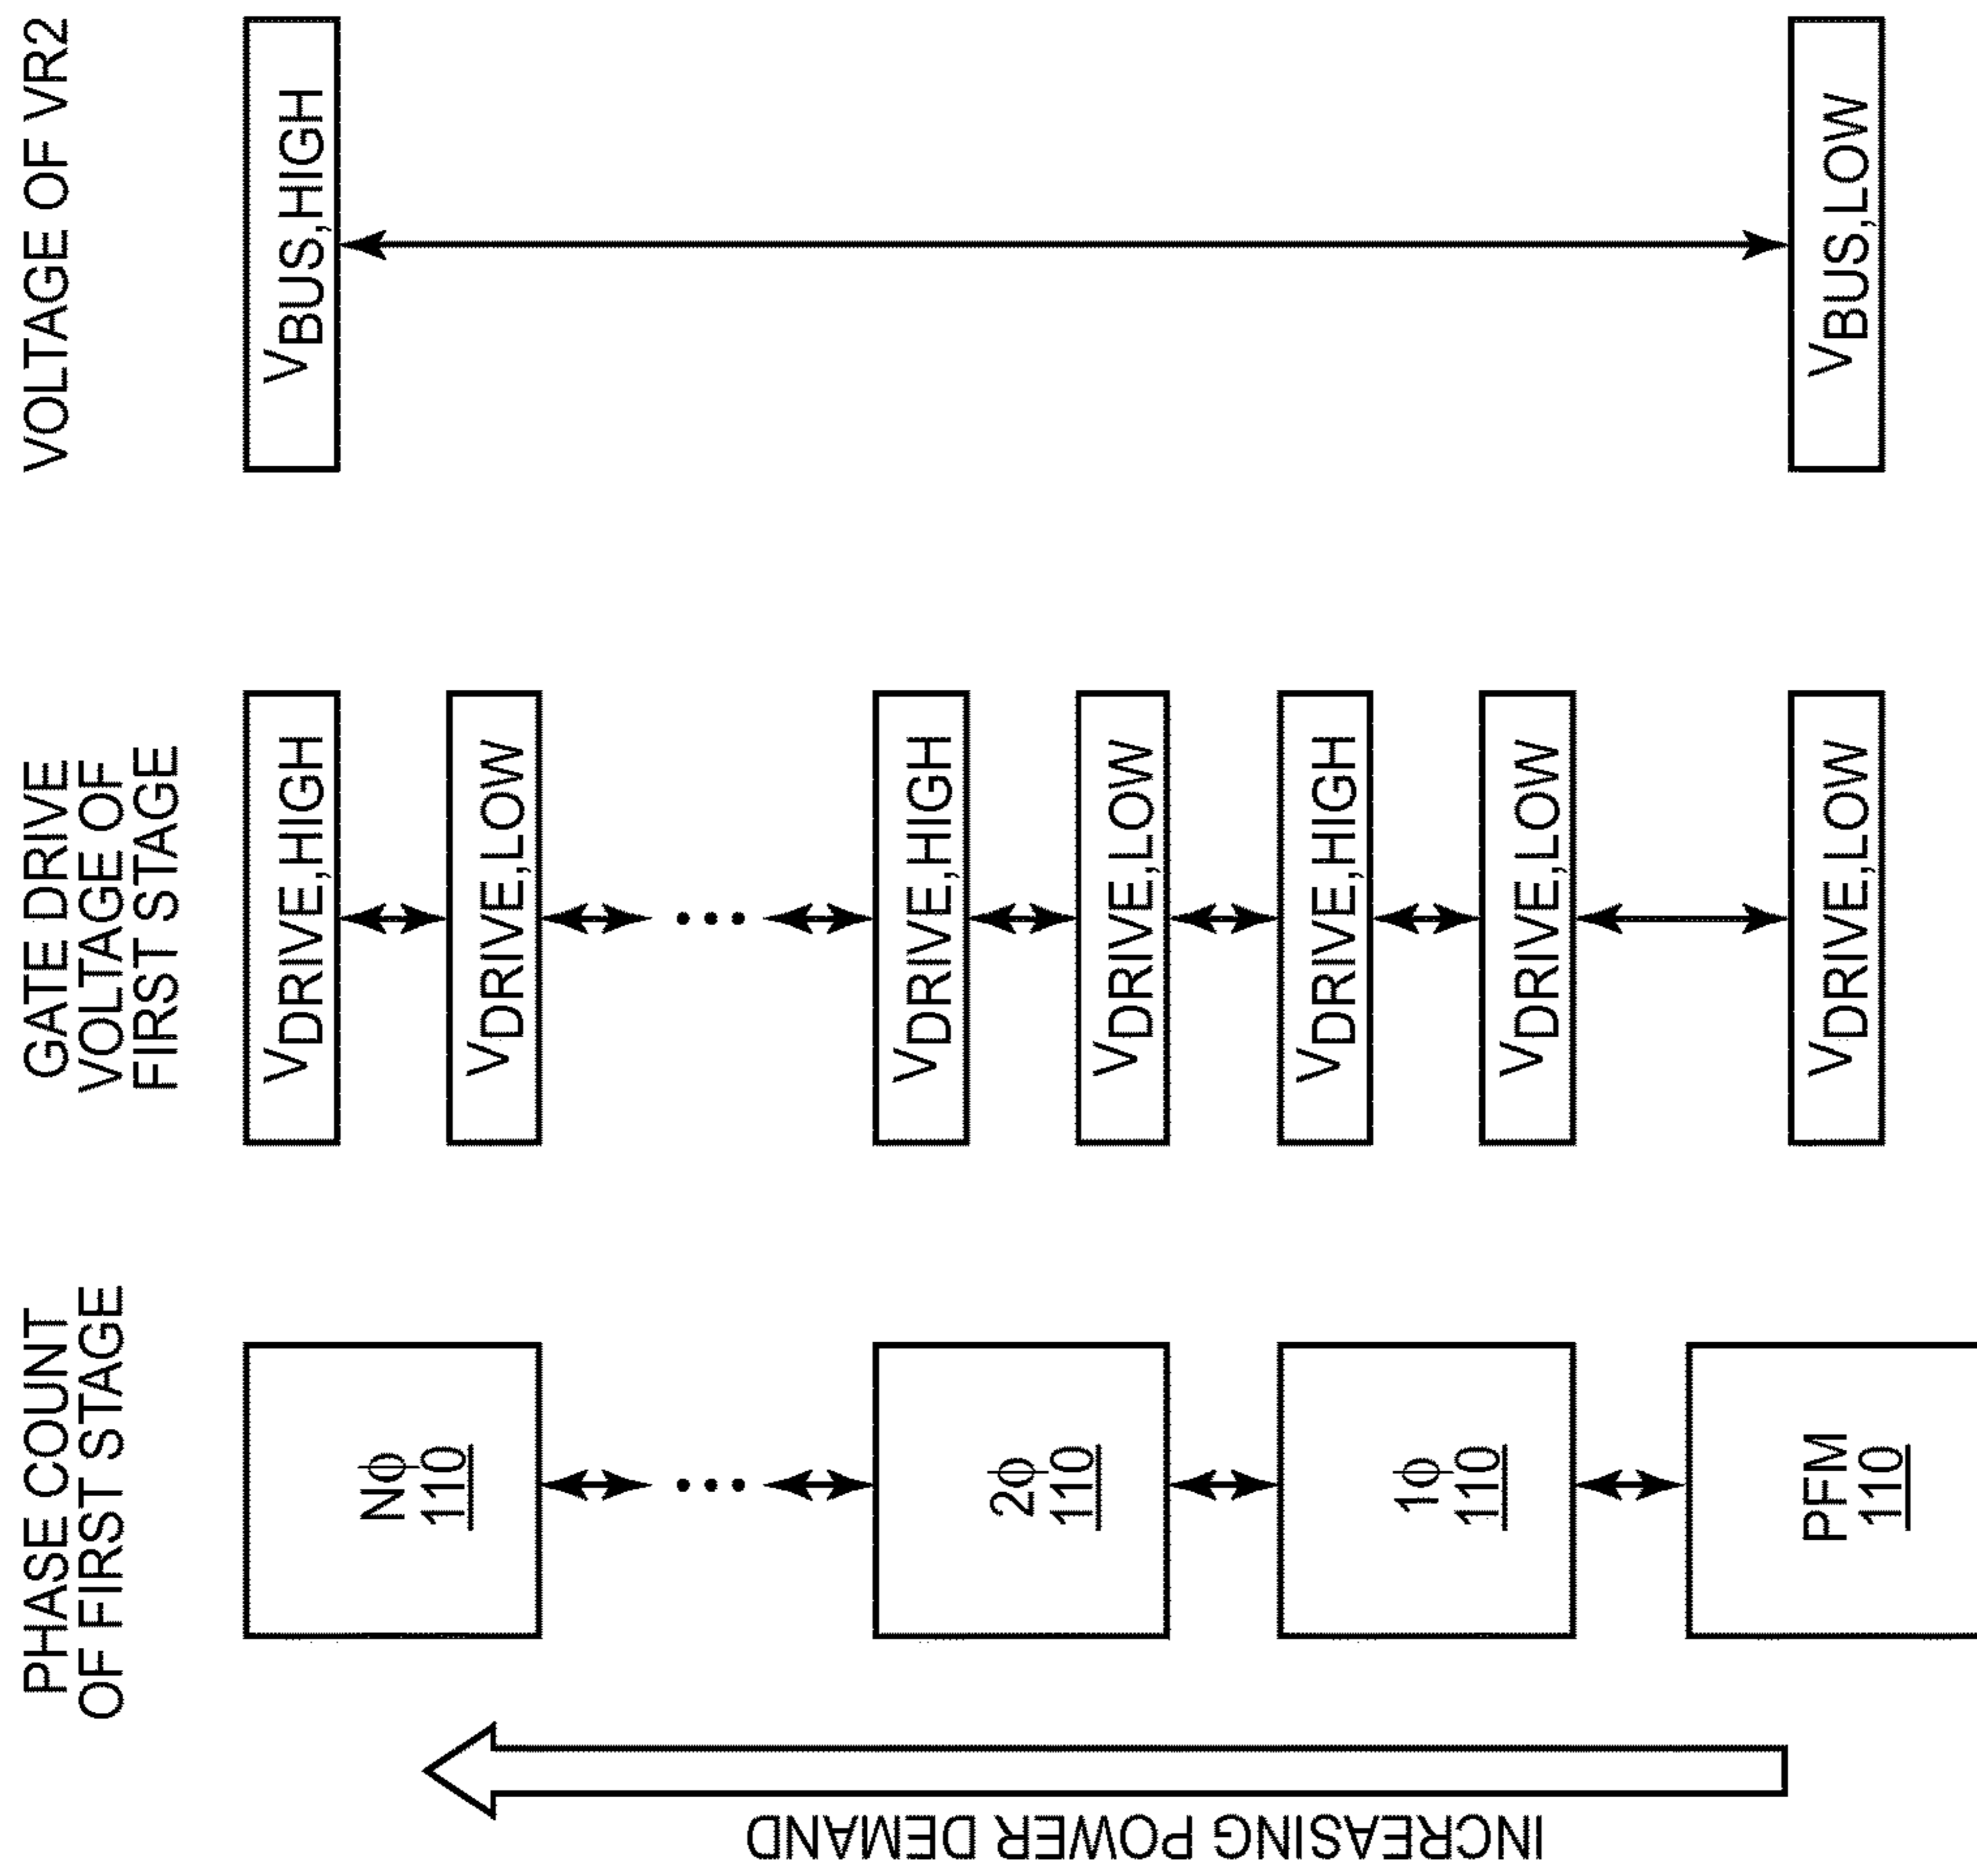 PHASE COUNT
OF FIRST STAGE
GATE DRIVE
VOLTAGE OF
FIRST STAGE
VOLTAGE OF VR2
Nϕ
110
VDRIVE,HIGH
VBUS,HIGH
VDRIVE,LOW
...
...
2ϕ
110
VDRIVE,HIGH
VDRIVE,LOW
1ϕ
110
VDRIVE,HIGH
VDRIVE,LOW
PFM
110
VDRIVE,LOW
VBUS,LOW
INCREASING POWER DEMAND